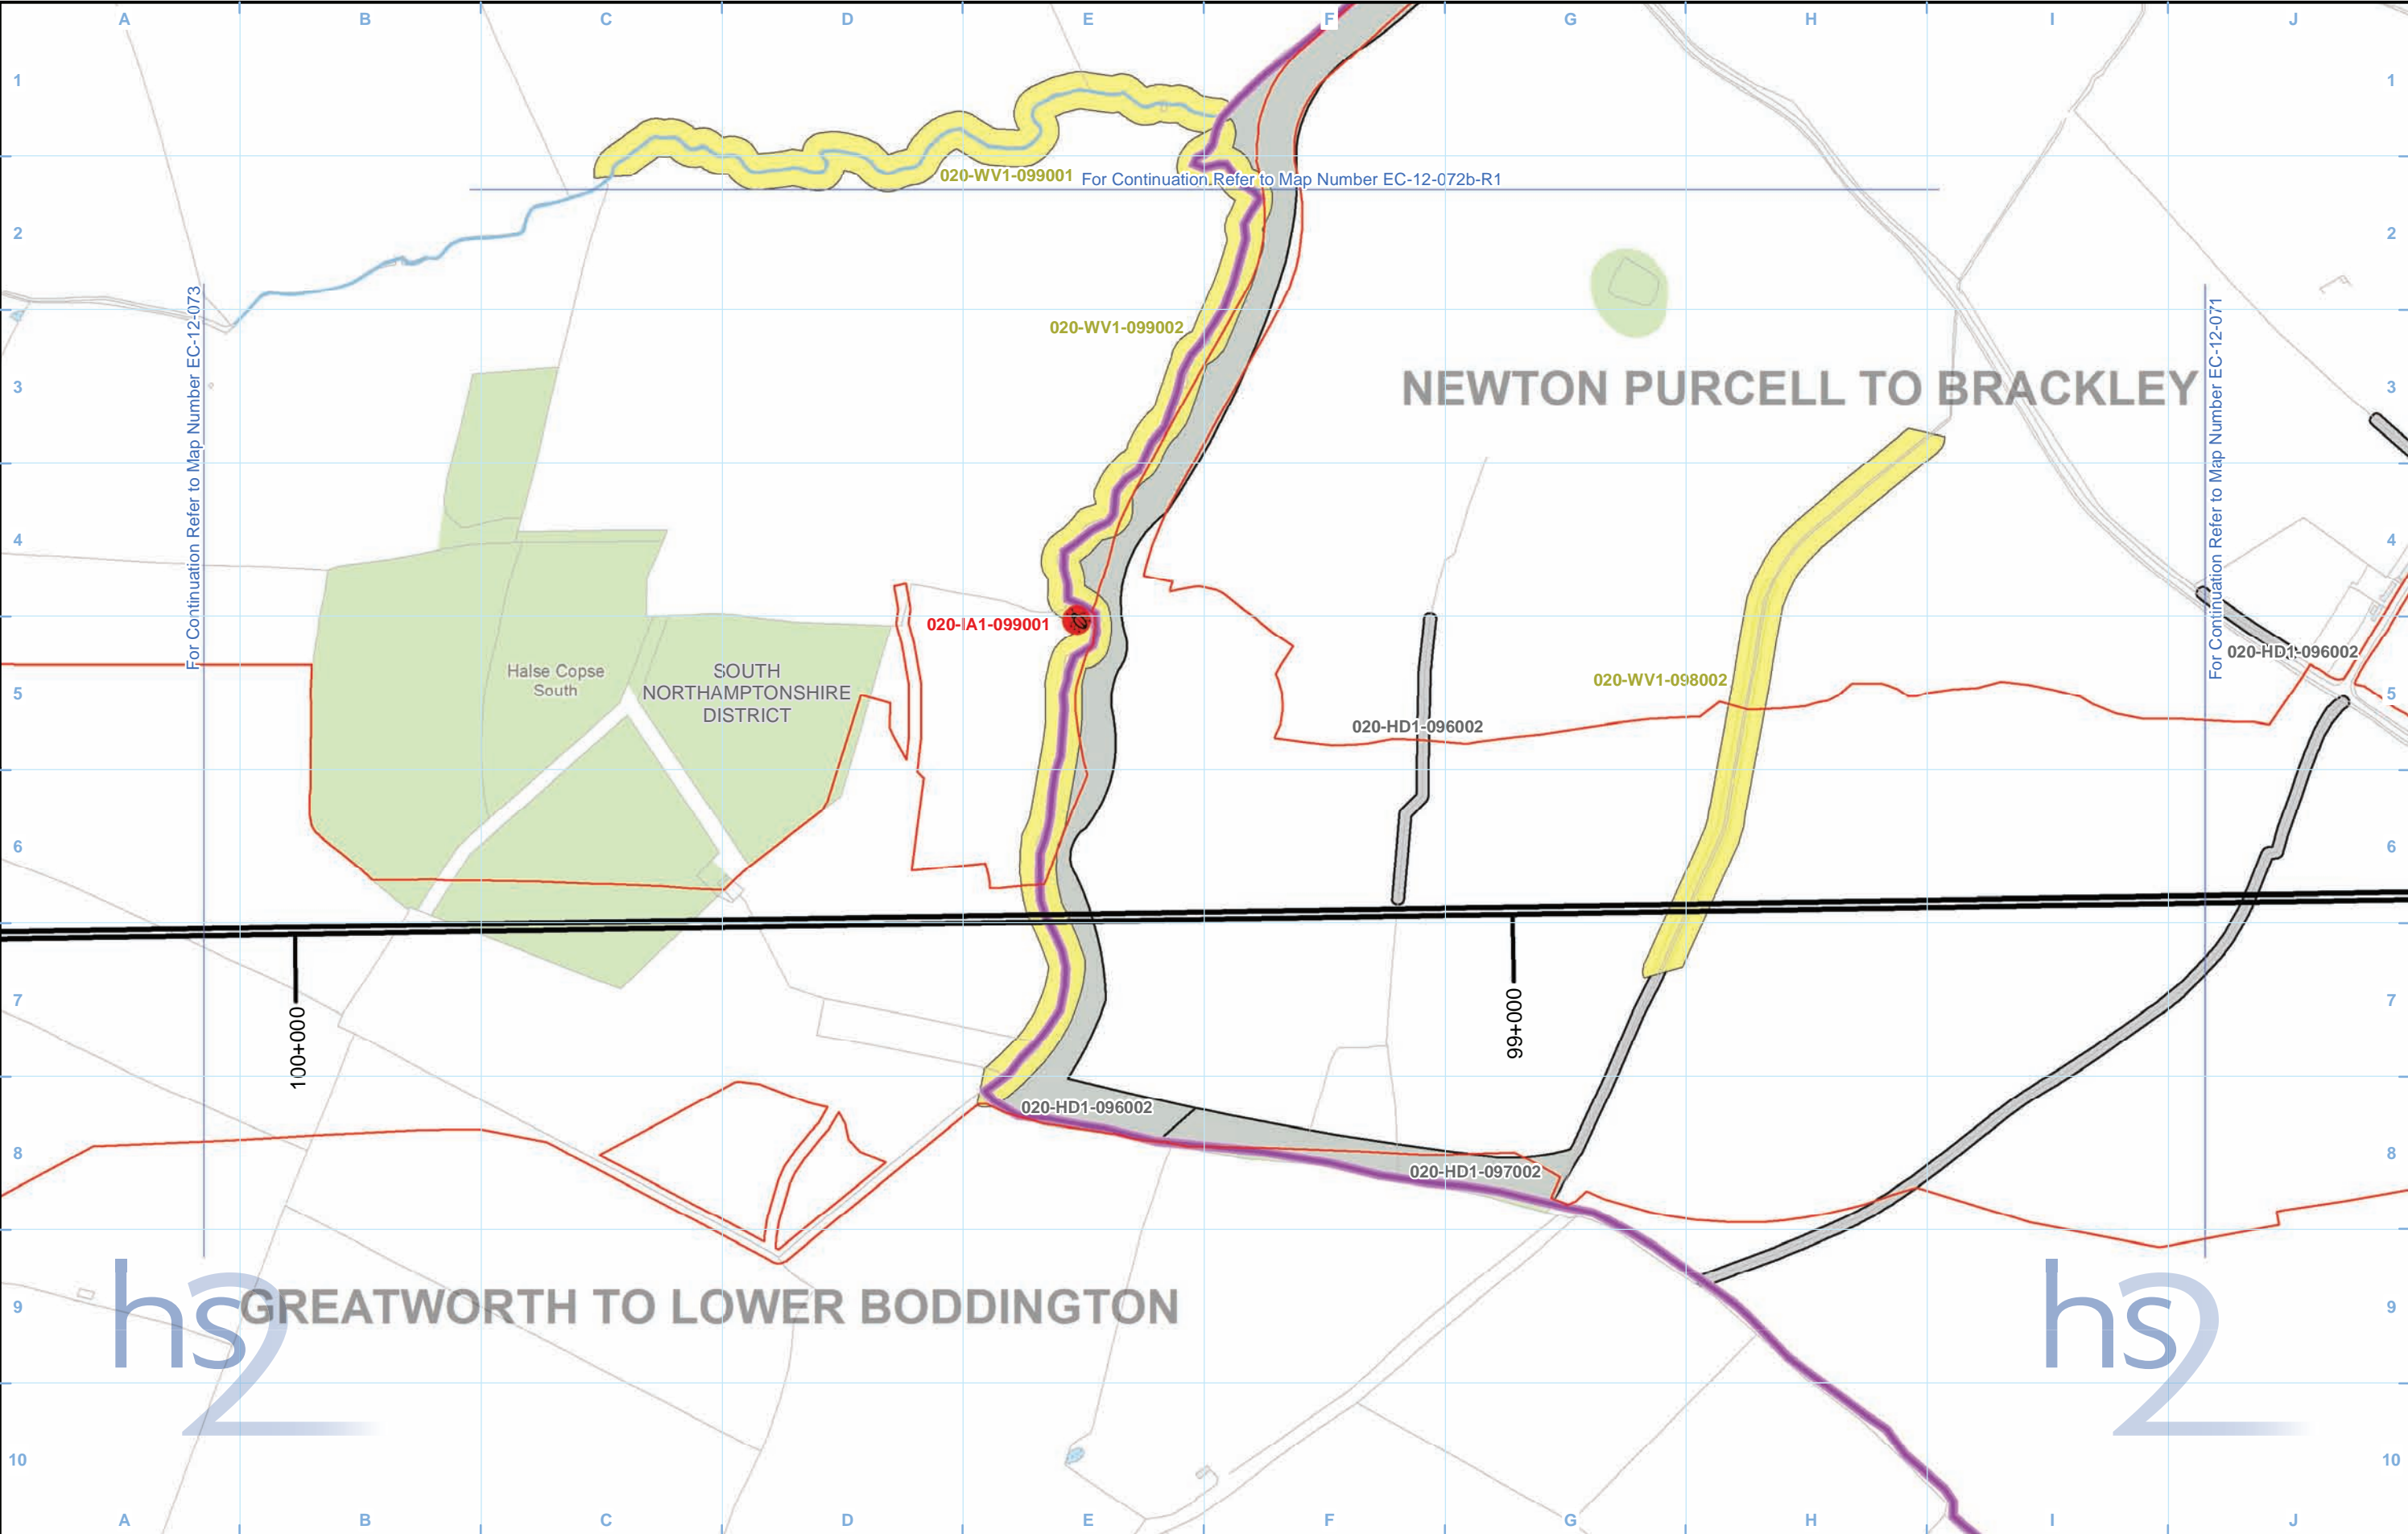 A B C D E F G H I J
1 1
020-WV1-099001 For Continuation Refer to Map Number EC-12-072b-R1
2 2
For Continuation Refer to Map Number EC-12-073
For Continuation Refer to Map Number EC-12-071
020-WV1-099002
3 NEWTON PURCELL TO BRACKLEY 3
4 4
020-IA1-099001
020-HD1-096002
Halse Copse
South
SOUTH
NORTHAMPTONSHIRE
DISTRICT
020-WV1-098002
5 5
020-HD1-096002
6 6
7 7
100+000
99+000
020-HD1-096002
8 8
020-HD1-097002
hs2
GREATWORTH TO LOWER BODDINGTON
hs2
9 9
10 10
A B C D E F G H I J